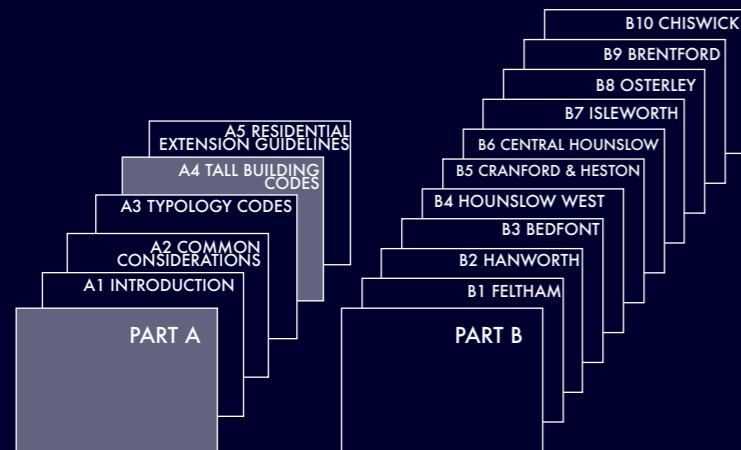 PART A
A1 INTRODUCTION
A2 COMMON
CONSIDERATIONS
A3 TYPOLOGY CODES
A4 TALL BUILDING
CODES
A5 RESIDENTIAL
EXTENSION GUIDELINES
PART B
B1 FELTHAM
B2 HANWORTH
B3 BEDFONT
B4 HOUNSLOW WEST
B5 CRANFORD & HESTON
B6 CENTRAL HOUNSLOW
B7 ISLEWORTH
B8 OSTERLEY
B9 BRENTFORD
B10 CHISWICK